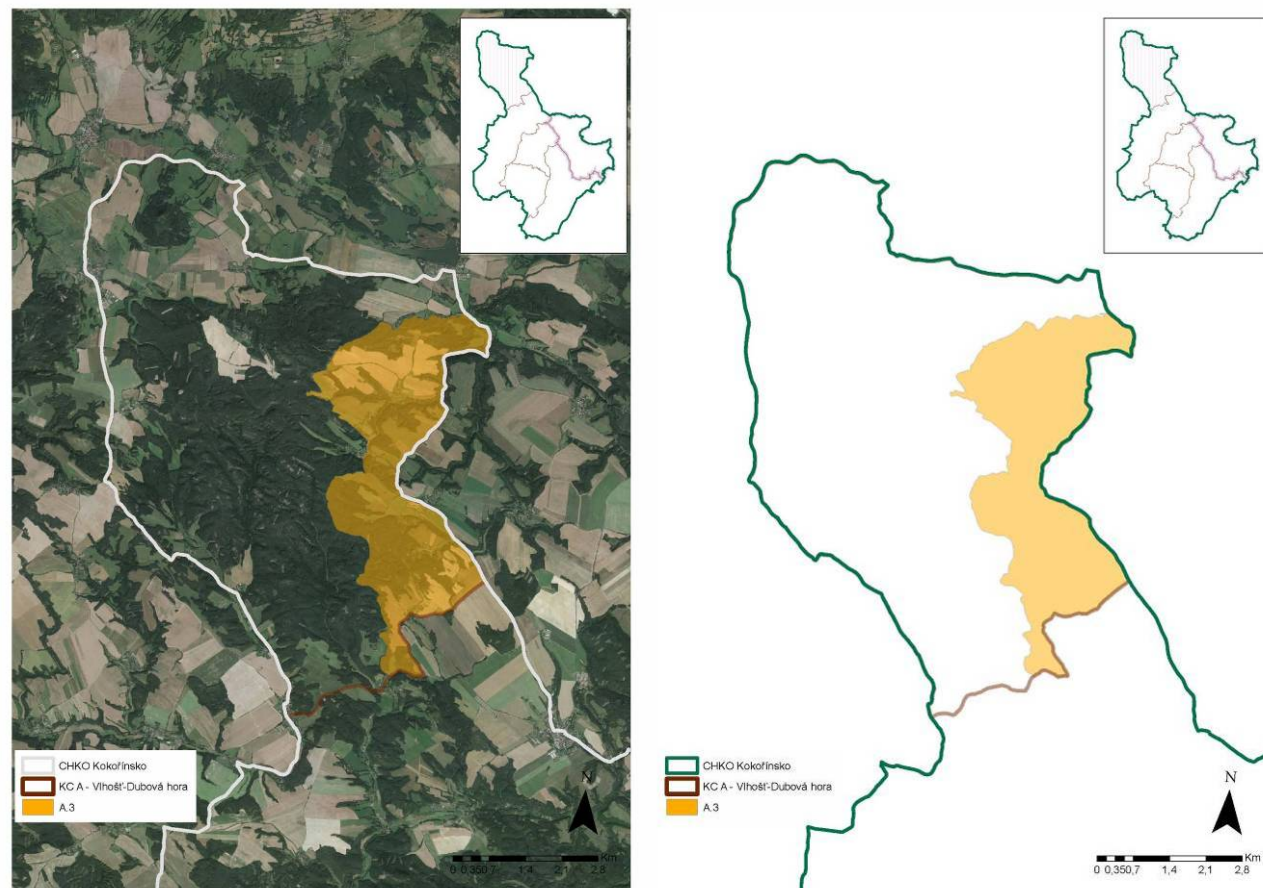 CHKO Kokořínsko
KC A - Vlhošť-Dubová hora
A.3
N
Km
0 0,350,7 1,4 2,1 2,8
CHKO Kokořínsko
KC A - Vlhošť-Dubová hora
A.3
N
Km
0 0,350,7 1,4 2,1 2,8